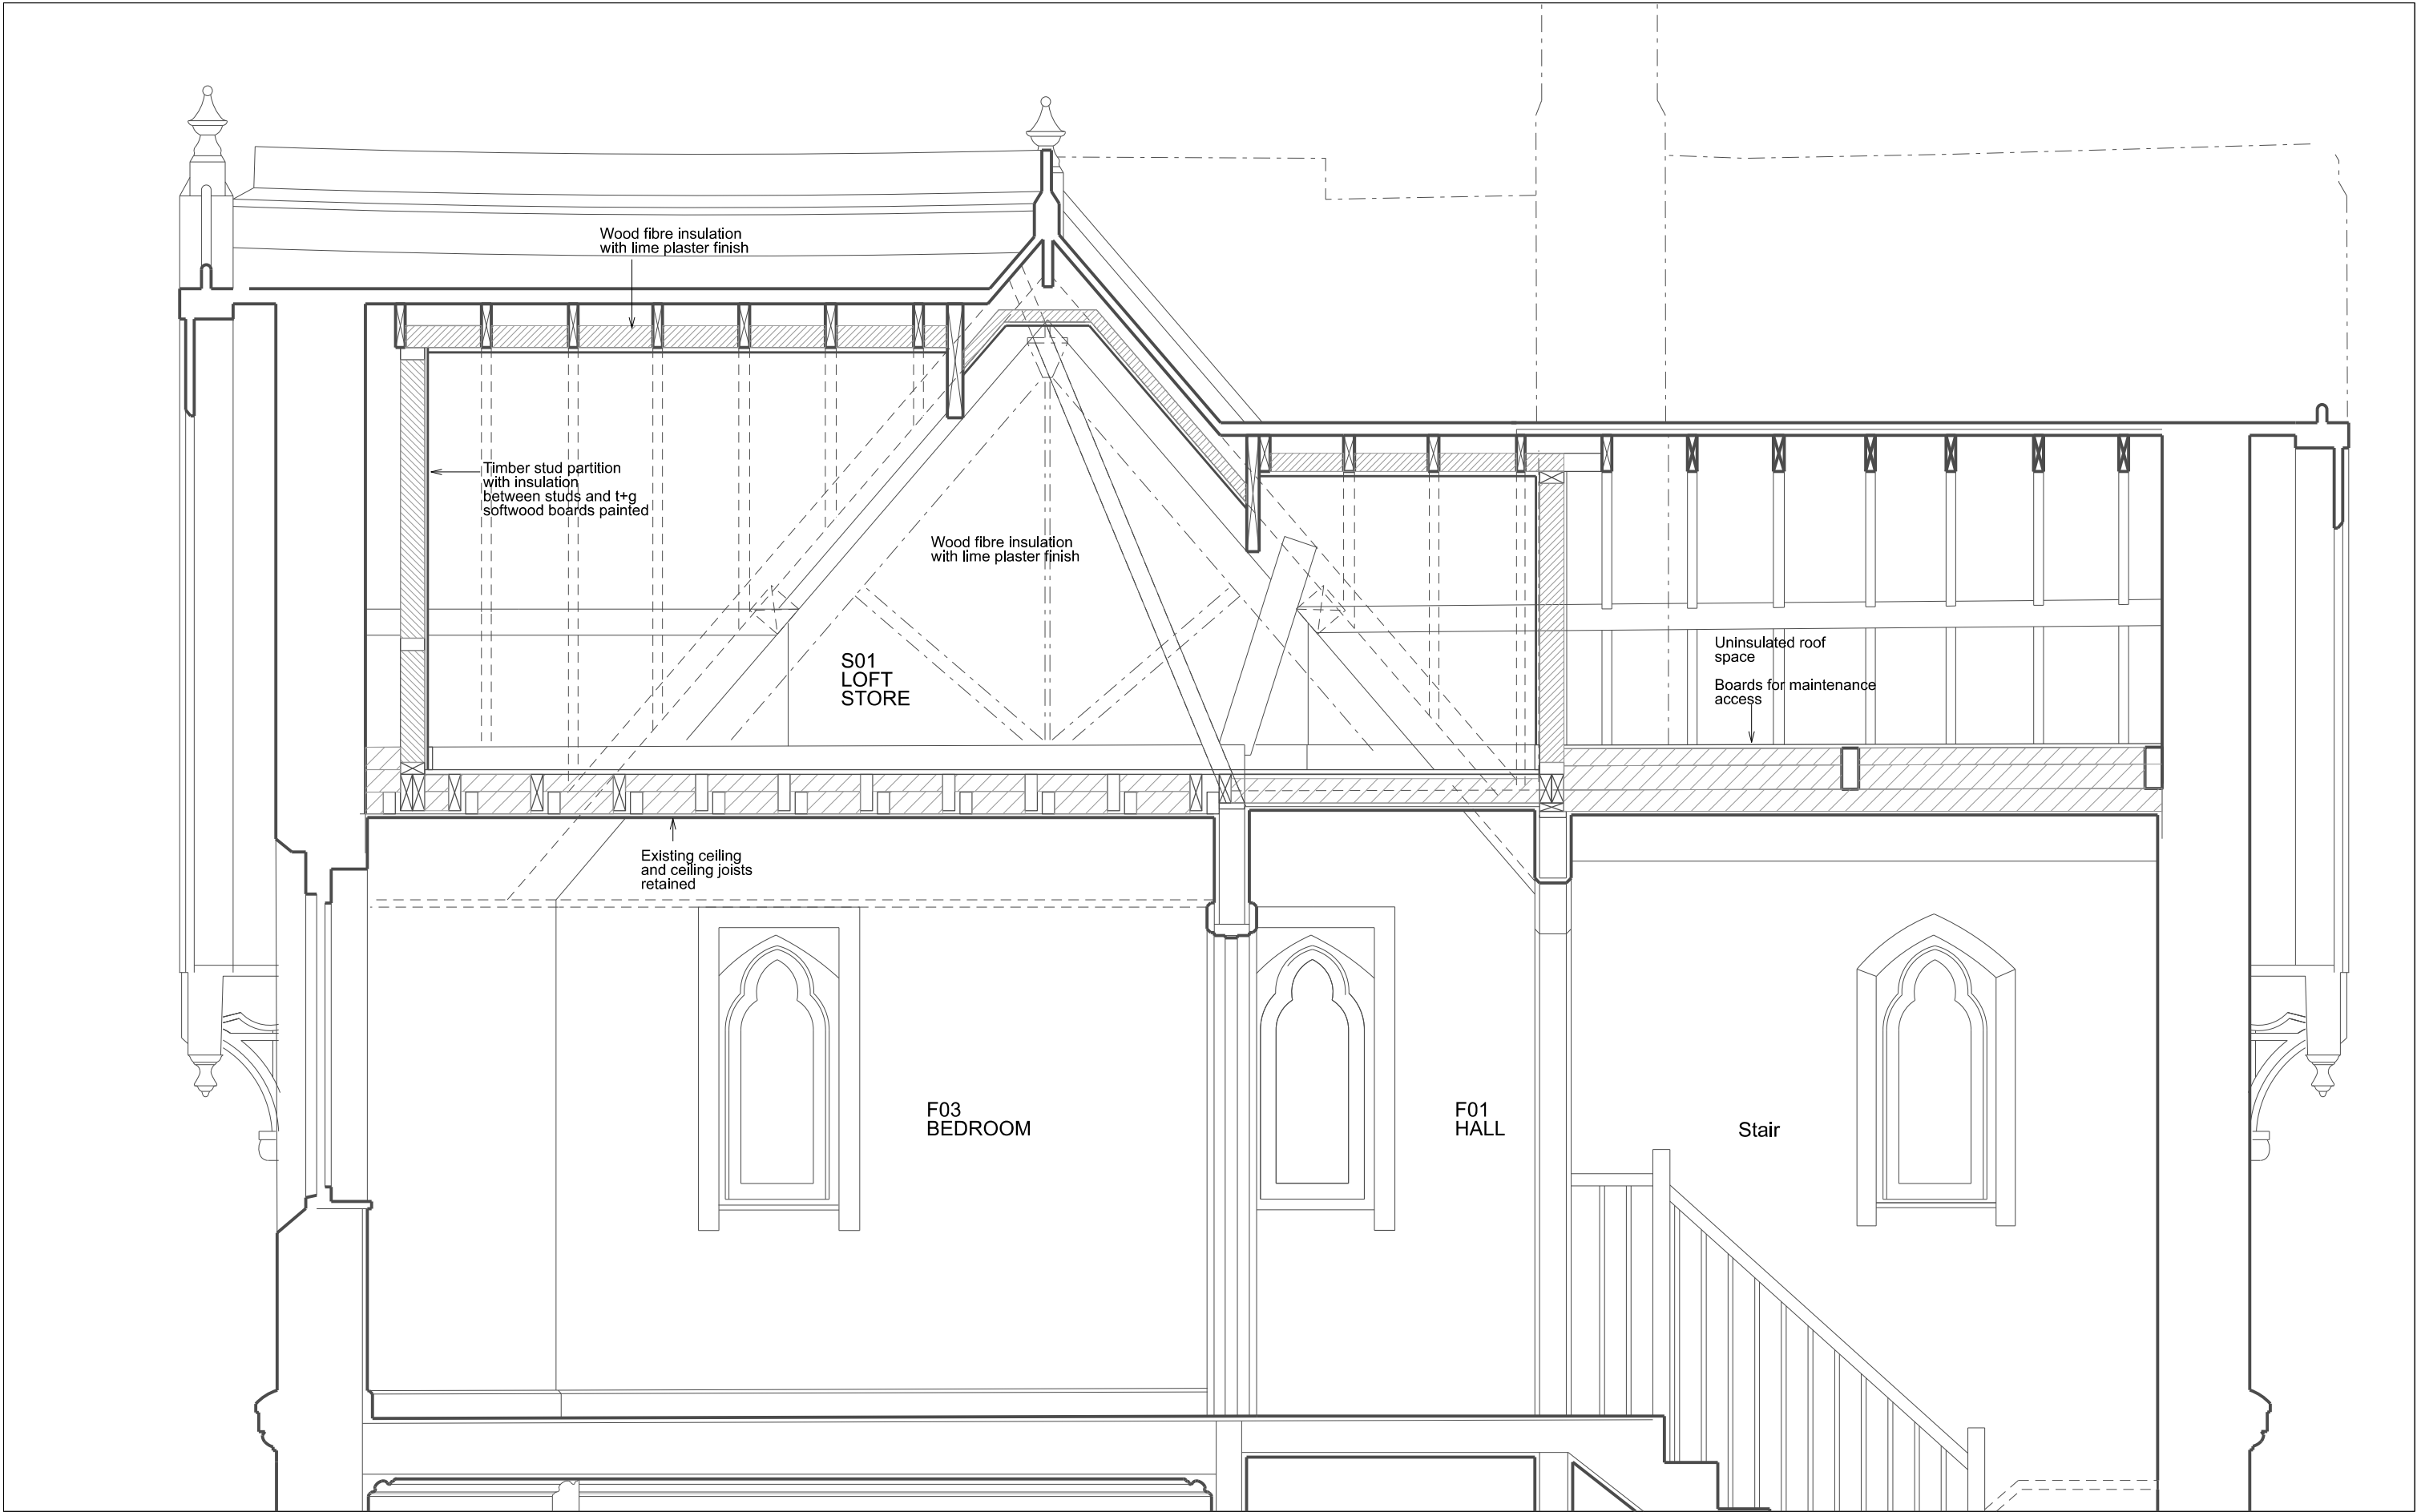 Wood fibre insulation
with lime plaster finish
Timber stud partition
with insulation
between studs and t+g
softwood boards painted
Wood fibre insulation
with lime plaster finish
S01
LOFT
STORE
Uninsulated roof
space
Boards for maintenance
access
Existing ceiling
and ceiling joists
retained
F03
BEDROOM
F01
HALL
Stair